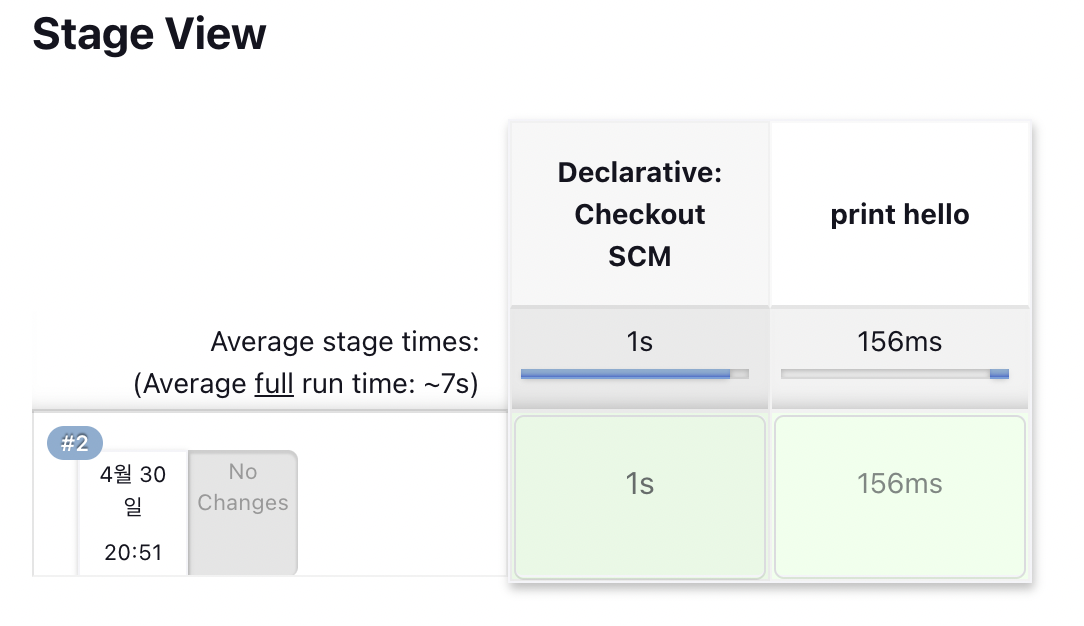 Stage View
Declarative:
Checkout
SCM
print hello
Average stage times:
(Average full run time: ~7s)
1s
156ms
#2
4월 30
일
20:51
No
Changes
1s
156ms